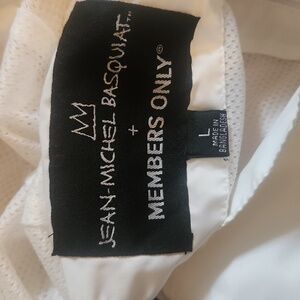 JEAN-MICHEL BASQUIAT™
+
MEMBERS ONLY®
L
MADE IN
BANGLADESH